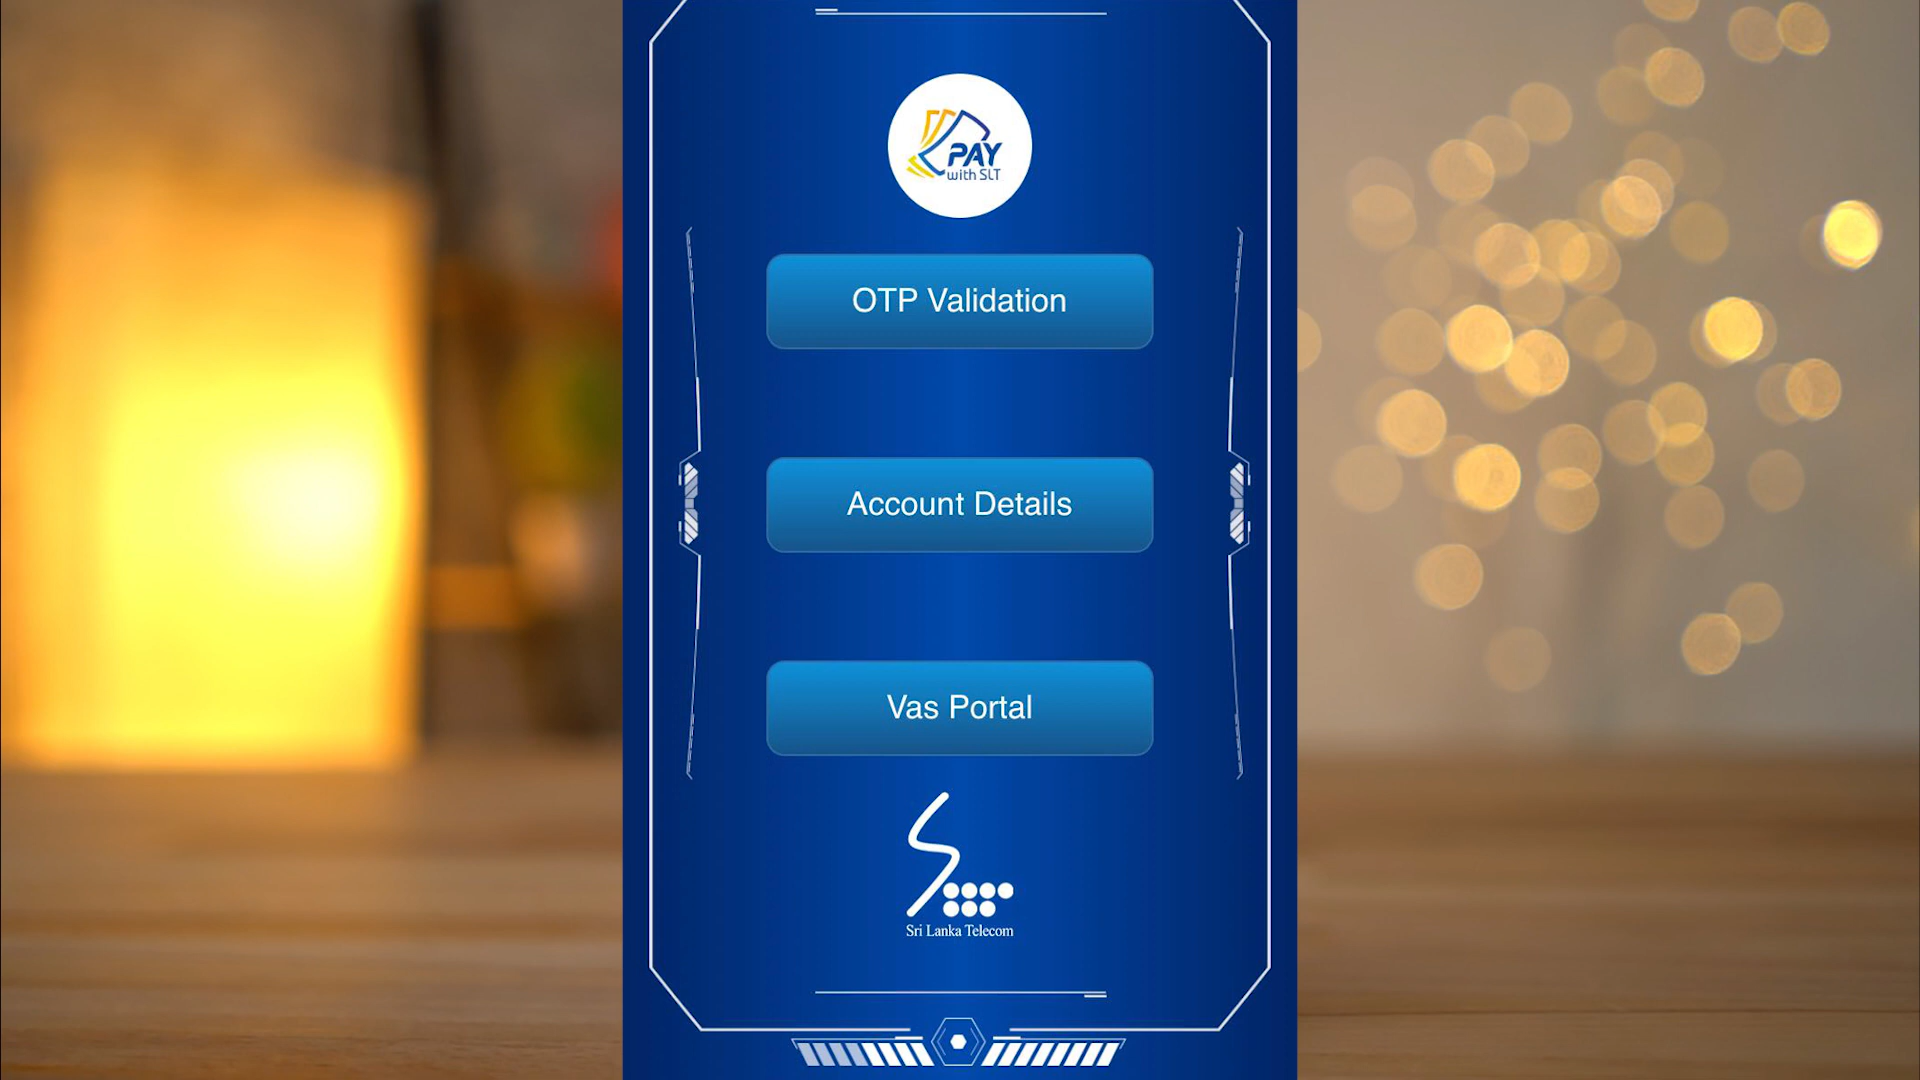 PAY
with SLT
OTP Validation
Account Details
Vas Portal
Sri Lanka Telecom